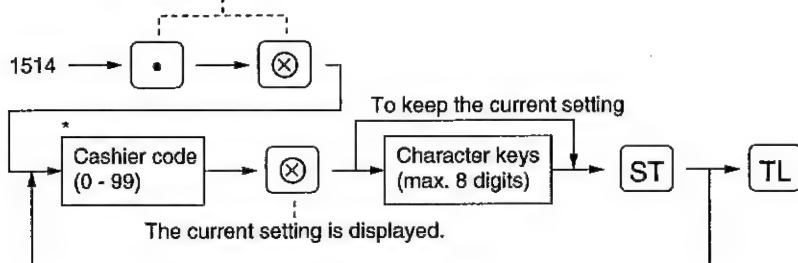 1514 • ⊗
To keep the current setting
*
Cashier code
(0 - 99)
⊗
Character keys
(max. 8 digits)
ST
TL
The current setting is displayed.